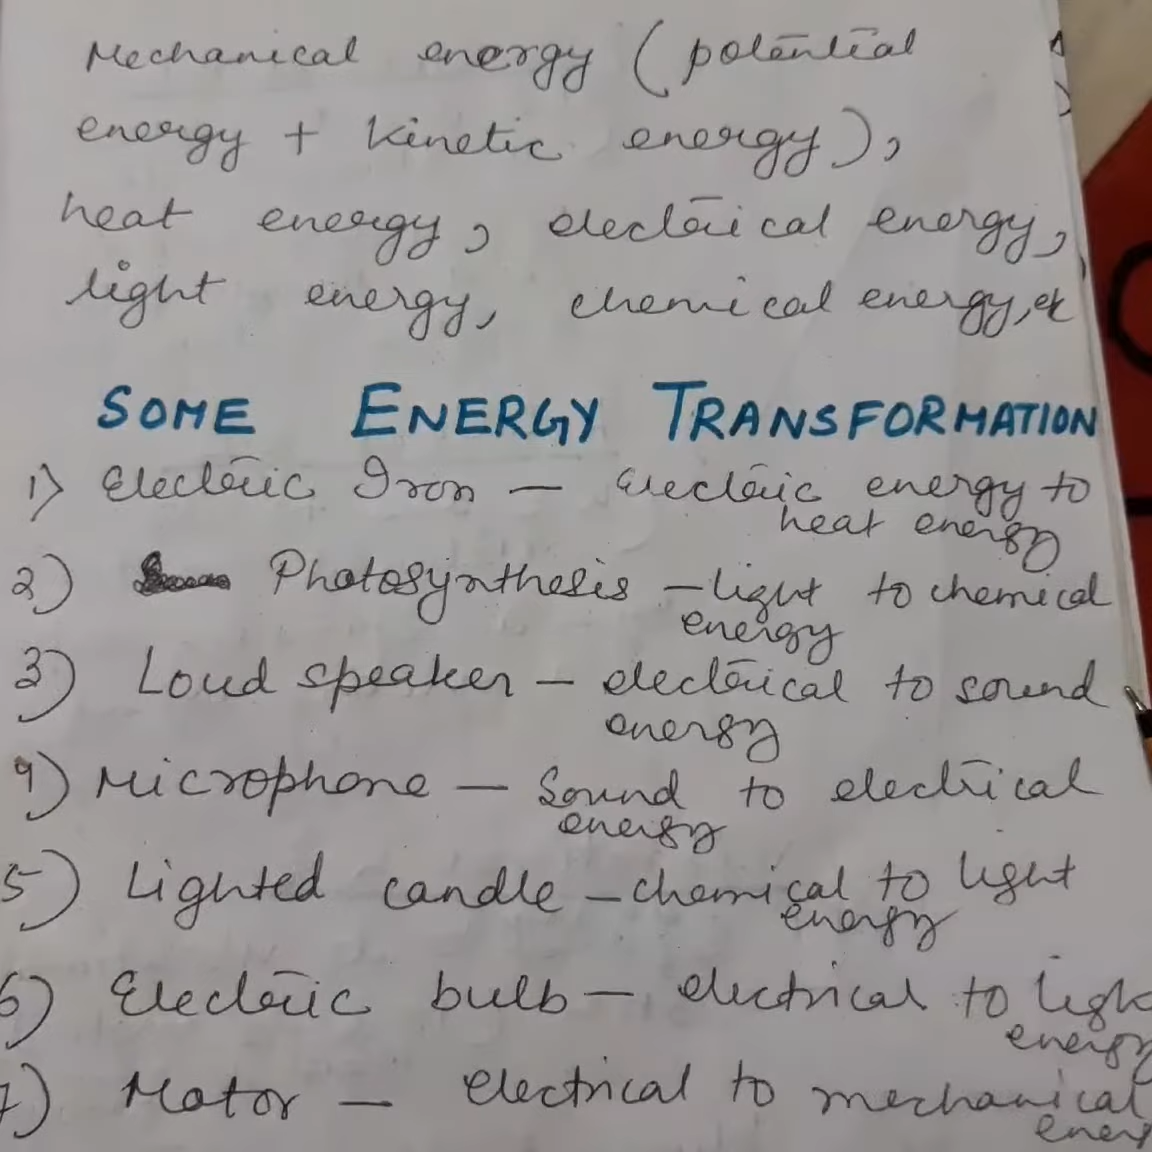 Mechanical energy (potential
energy + kinetic energy),
heat energy, electrical energy,
light energy, chemical energy, etc
SOME ENERGY TRANSFORMATION
1) Electric Iron — Electric energy to
heat energy
2) Photosynthesis — light to chemical
energy
3) Loud speaker — electrical to sound
energy
4) Microphone — Sound to electrical
energy
5) Lighted candle — chemical to light
energy
6) Electric bulb — electrical to light
energy
7) Motor — electrical to mechanical
energy